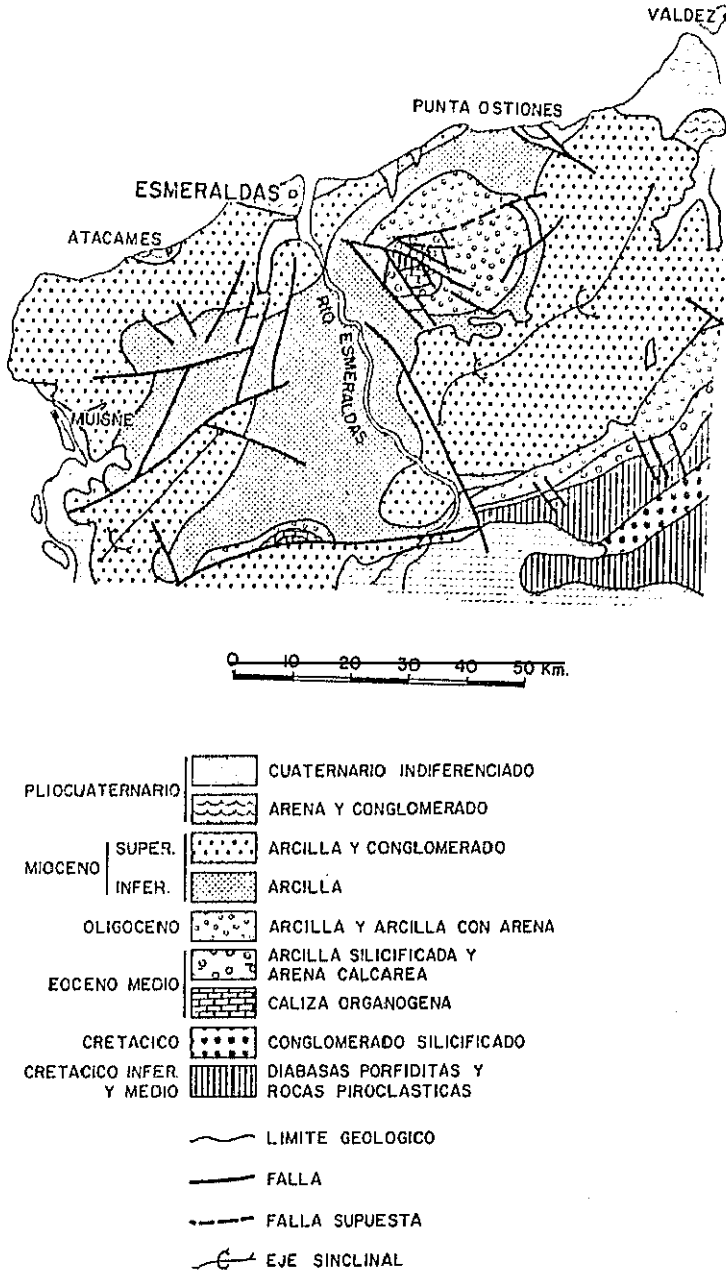 VALDEZ
PUNTA OSTIONES
ESMERALDAS
ATACAMES
RIO ESMERALDAS
MUISNE
0 10 20 30 40 50 Km.
PLIOCUATERNARIO
CUATERNARIO INDIFERENCIADO
ARENA Y CONGLOMERADO
MIOCENO
SUPER.
ARCILLA Y CONGLOMERADO
INFER.
ARCILLA
OLIGOCENO
ARCILLA Y ARCILLA CON ARENA
EOCENO MEDIO
ARCILLA SILICIFICADA Y
ARENA CALCAREA
CALIZA ORGANOGENA
CRETACICO
CONGLOMERADO SILICIFICADO
CRETACICO INFER.
Y MEDIO
DIABASAS PORFIDITAS Y
ROCAS PIROCLASTICAS
LIMITE GEOLOGICO
FALLA
FALLA SUPUESTA
EJE SINCLINAL